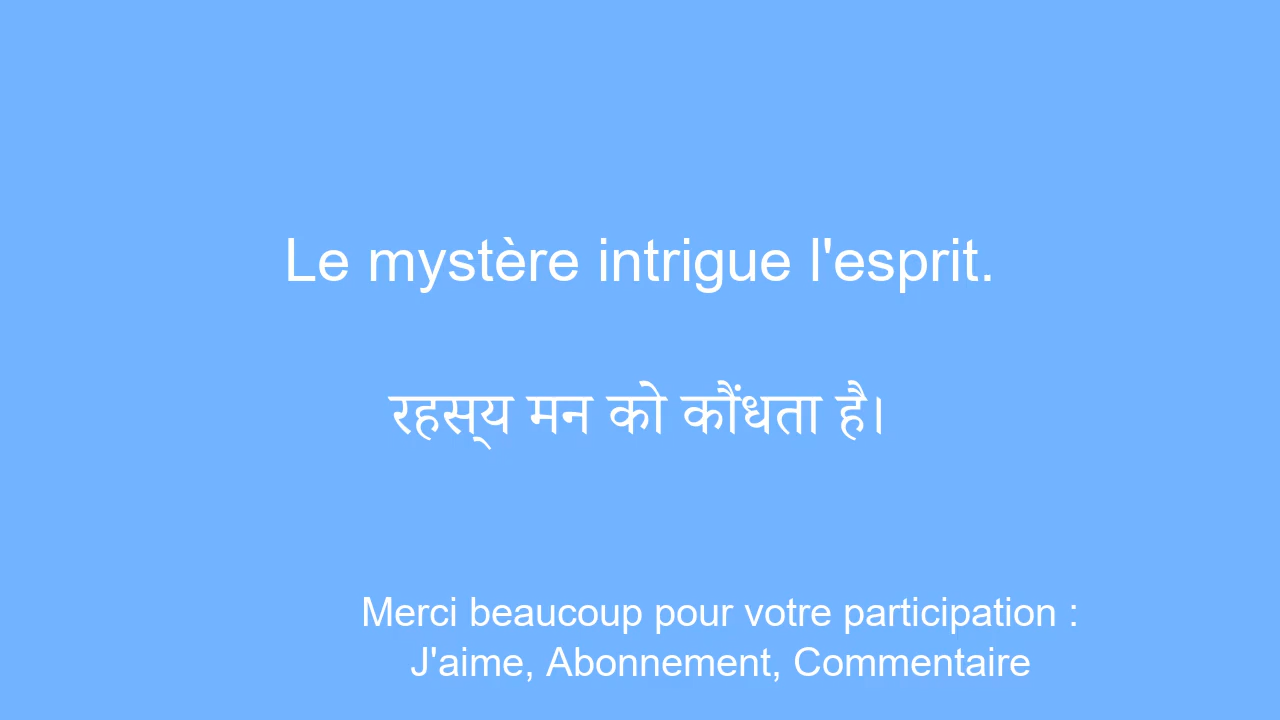 Le mystère intrigue l'esprit.
रहस्य मन को कौंधता है।
Merci beaucoup pour votre participation :
J'aime, Abonnement, Commentaire